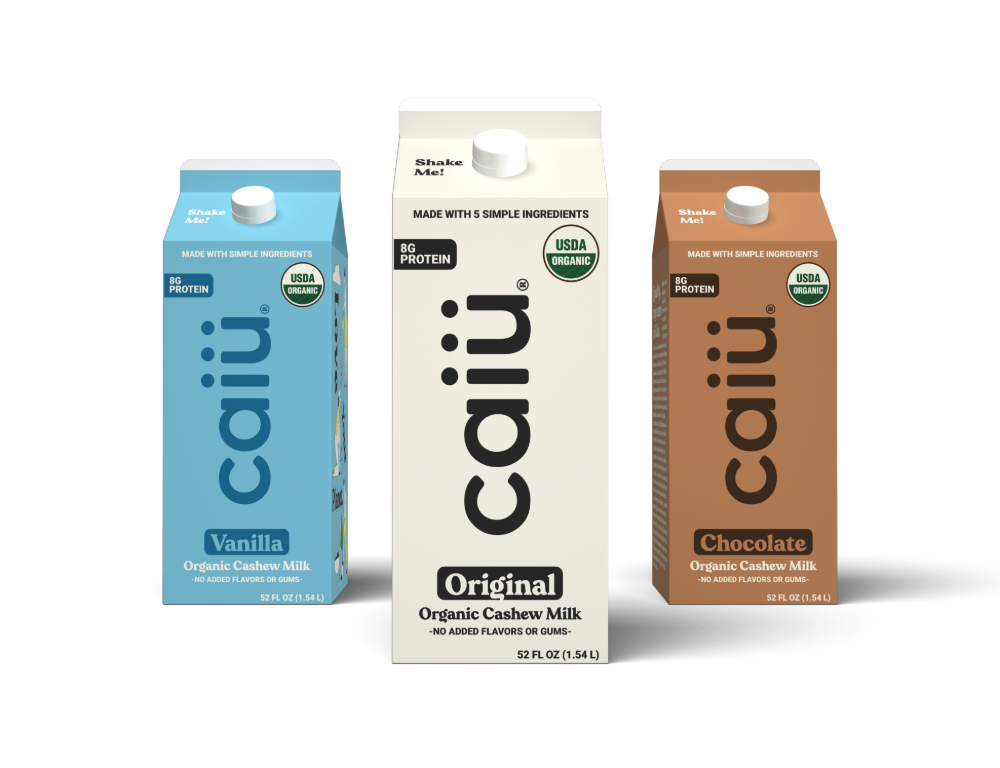 Shake
Me!
MADE WITH SIMPLE INGREDIENTS
8G
PROTEIN
USDA
ORGANIC
caiü®
Vanilla
Organic Cashew Milk
-NO ADDED FLAVORS OR GUMS-
52 FL OZ (1.54 L)
Shake
Me!
MADE WITH 5 SIMPLE INGREDIENTS
8G
PROTEIN
USDA
ORGANIC
caiü®
Original
Organic Cashew Milk
-NO ADDED FLAVORS OR GUMS-
52 FL OZ (1.54 L)
Shake
Me!
MADE WITH SIMPLE INGREDIENTS
8G
PROTEIN
USDA
ORGANIC
caiü®
Chocolate
Organic Cashew Milk
-NO ADDED FLAVORS OR GUMS-
52 FL OZ (1.54 L)